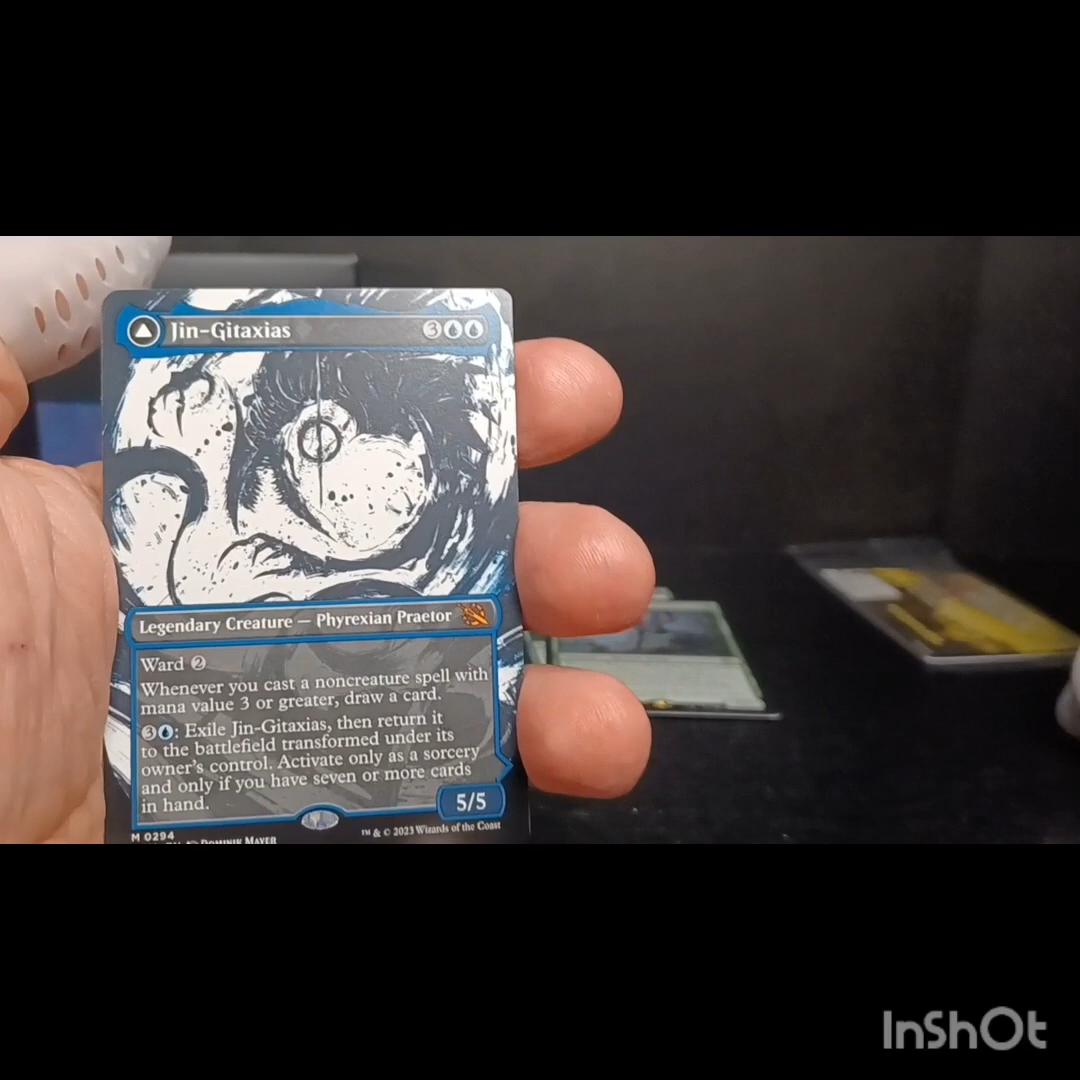 Jin-Gitaxias 3
Legendary Creature — Phyrexian Praetor
Ward 2
Whenever you cast a noncreature spell with
mana value 3 or greater, draw a card.
3: Exile Jin-Gitaxias, then return it
to the battlefield transformed under its
owner's control. Activate only as a sorcery
and only if you have seven or more cards
in hand.
5/5
M 0294
™ & © 2023 Wizards of the Coast
Dominik Mayer
InShOt